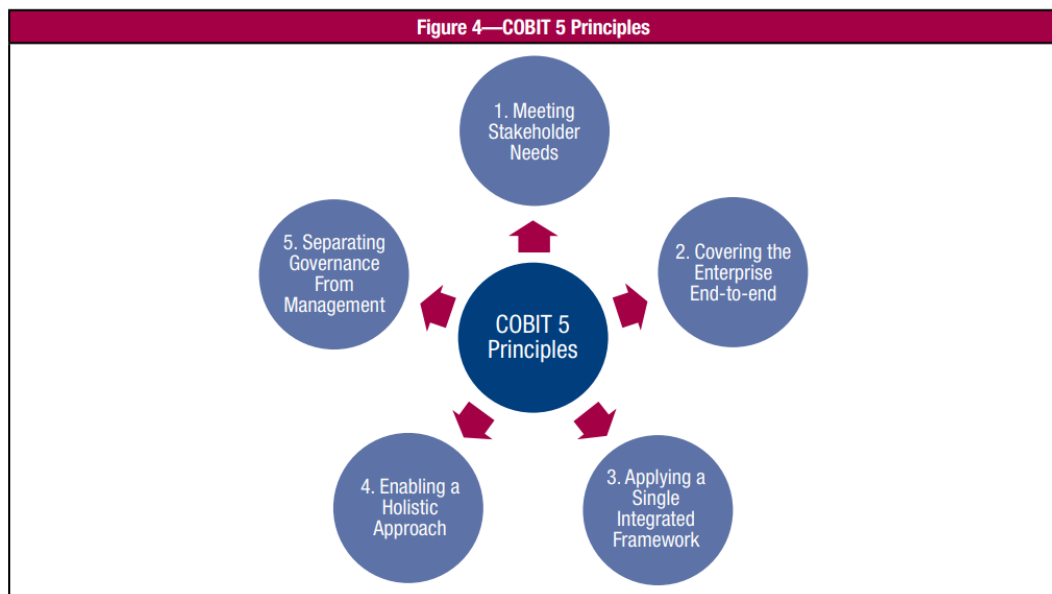 Figure 4—COBIT 5 Principles
1. Meeting
Stakeholder
Needs
5. Separating
Governance
From
Management
2. Covering the
Enterprise
End-to-end
COBIT 5
Principles
4. Enabling a
Holistic
Approach
3. Applying a
Single
Integrated
Framework